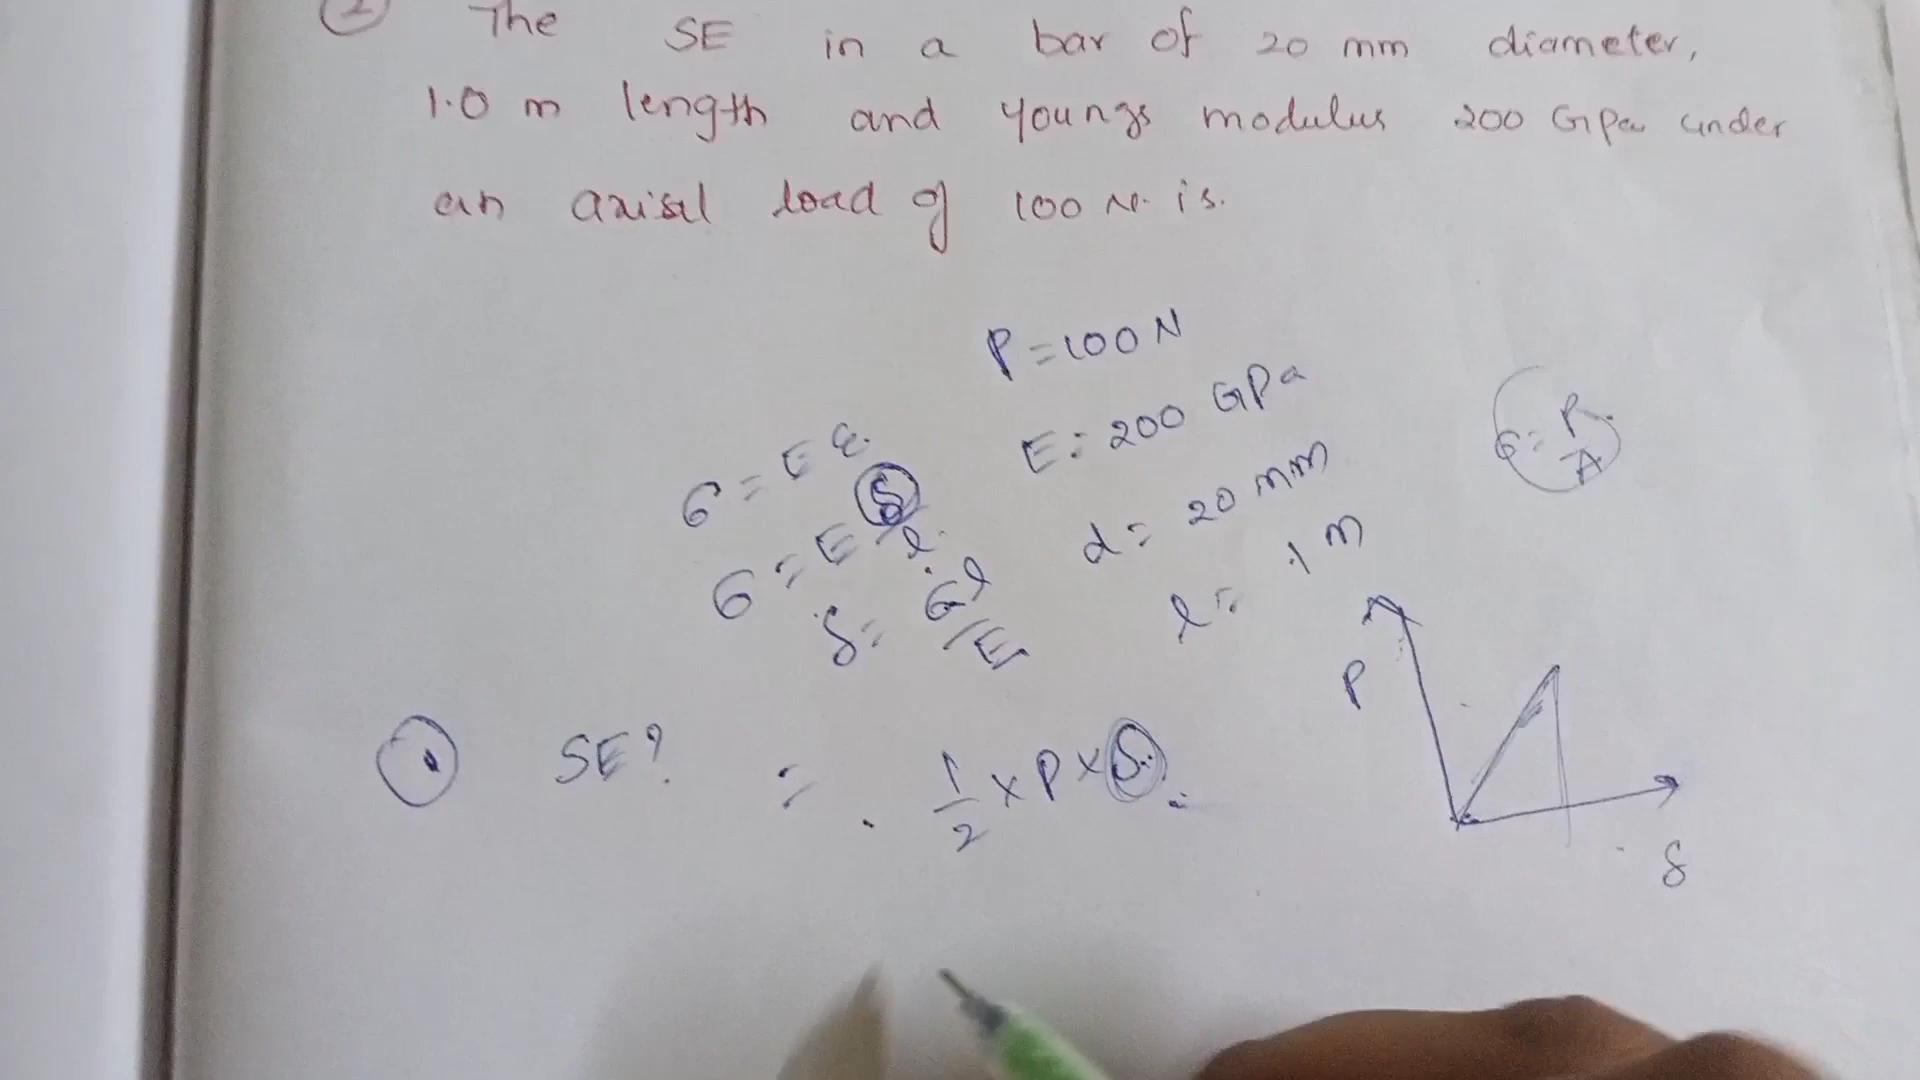 2 The SE in a bar of 20 mm diameter,
1.0 m length and youngs modulus 200 GPa under
an axial load of 100 N. is.
P = 100 N
E = 200 GPa
d = 20 mm
l = 1 m
σ = P/A
σ = E ε.
σ = E δ/l
δ = σl/E
P
δ
SE? = 1/2 × P × δ.